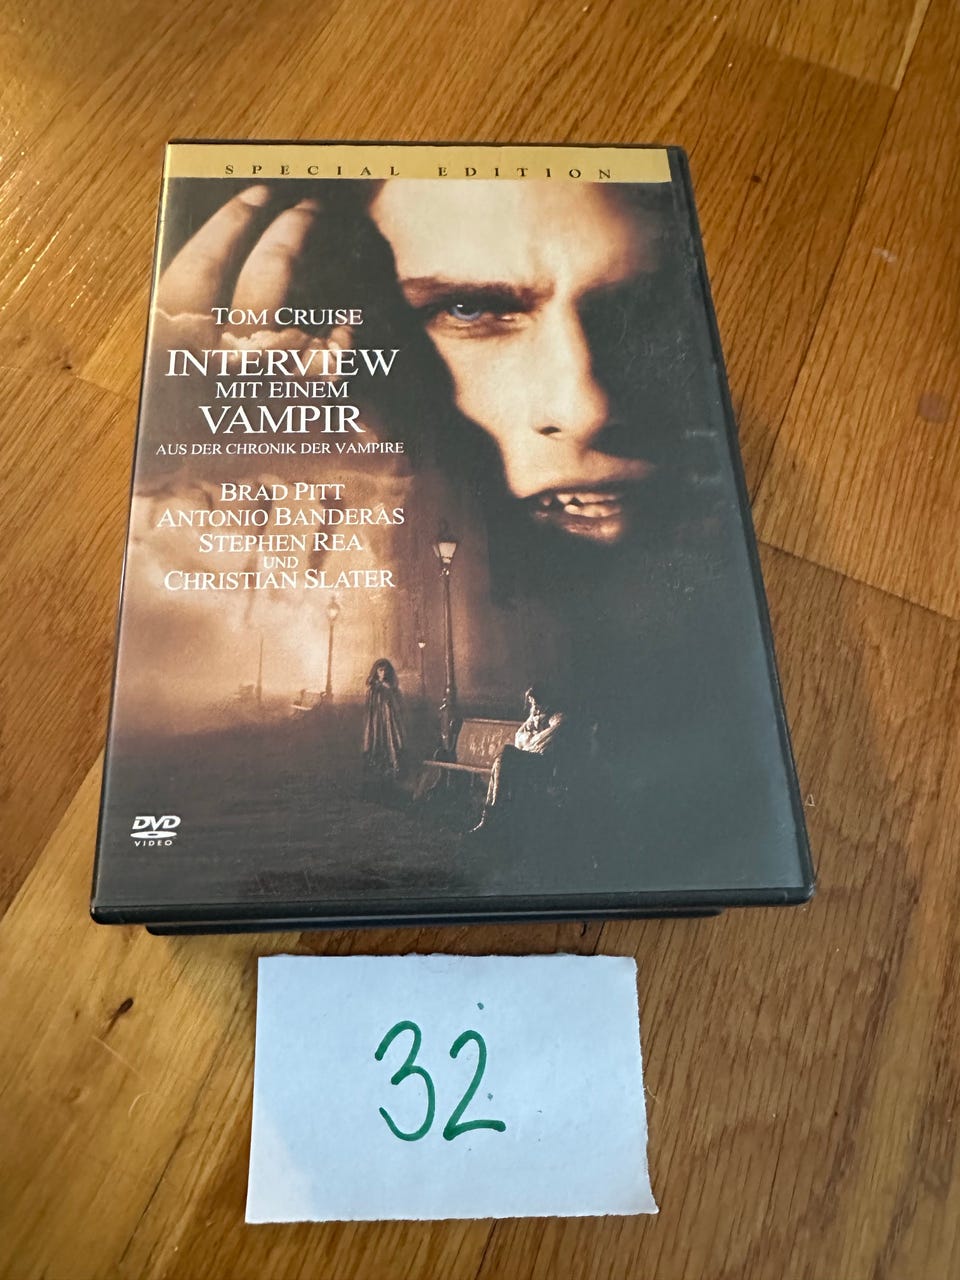 SPECIAL EDITION
TOM CRUISE
INTERVIEW
MIT EINEM
VAMPIR
AUS DER CHRONIK DER VAMPIRE
BRAD PITT
ANTONIO BANDERAS
STEPHEN REA
UND
CHRISTIAN SLATER
DVD
VIDEO
32